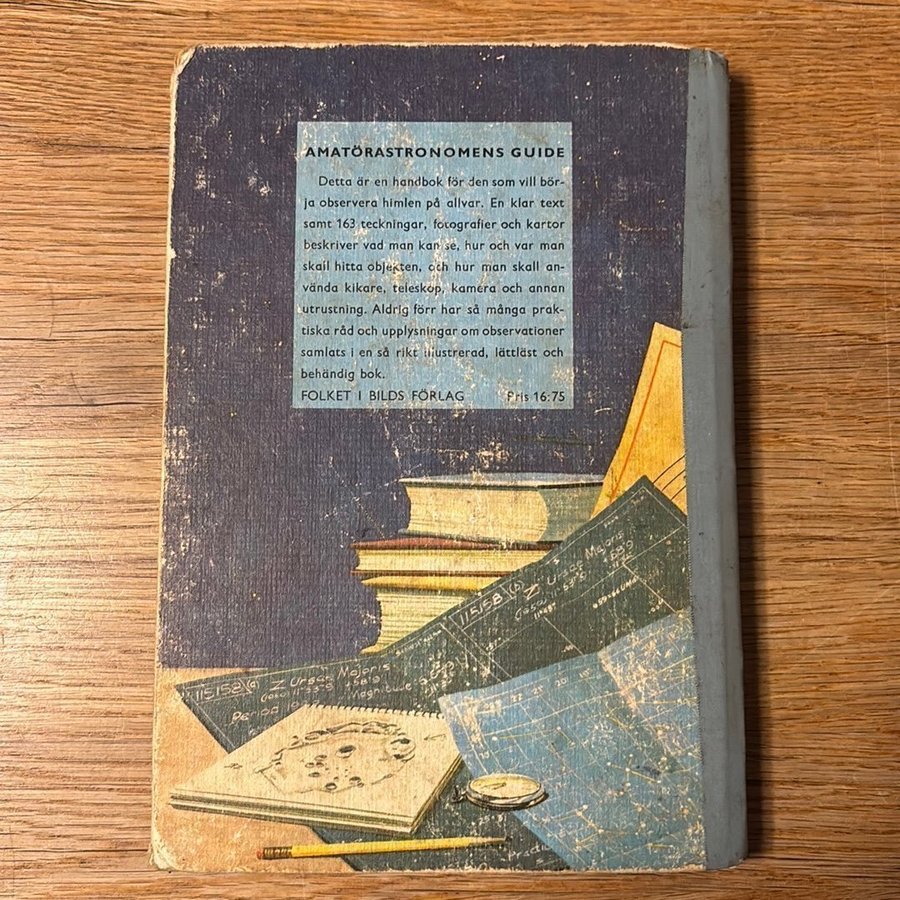 AMATÖRASTRONOMENS GUIDE
Detta är en handbok för den som vill bör-
ja observera himlen på allvar. En klar text
samt 163 teckningar, fotografier och kartor
beskriver vad man kan se, hur och var man
skall hitta objekten, och hur man skall an-
vända kikare, teleskop, kamera och annan
utrustning. Aldrig förr har så många prak-
tiska råd och upplysningar om observationer
samlats i en så rikt illustrerad, lättläst och
behändig bok.
FOLKET I BILDS FÖRLAG Pris 16:75
115158 (a) Z Ursae Majoris
115158 (a) Z Ursae Majoris
Magnitude